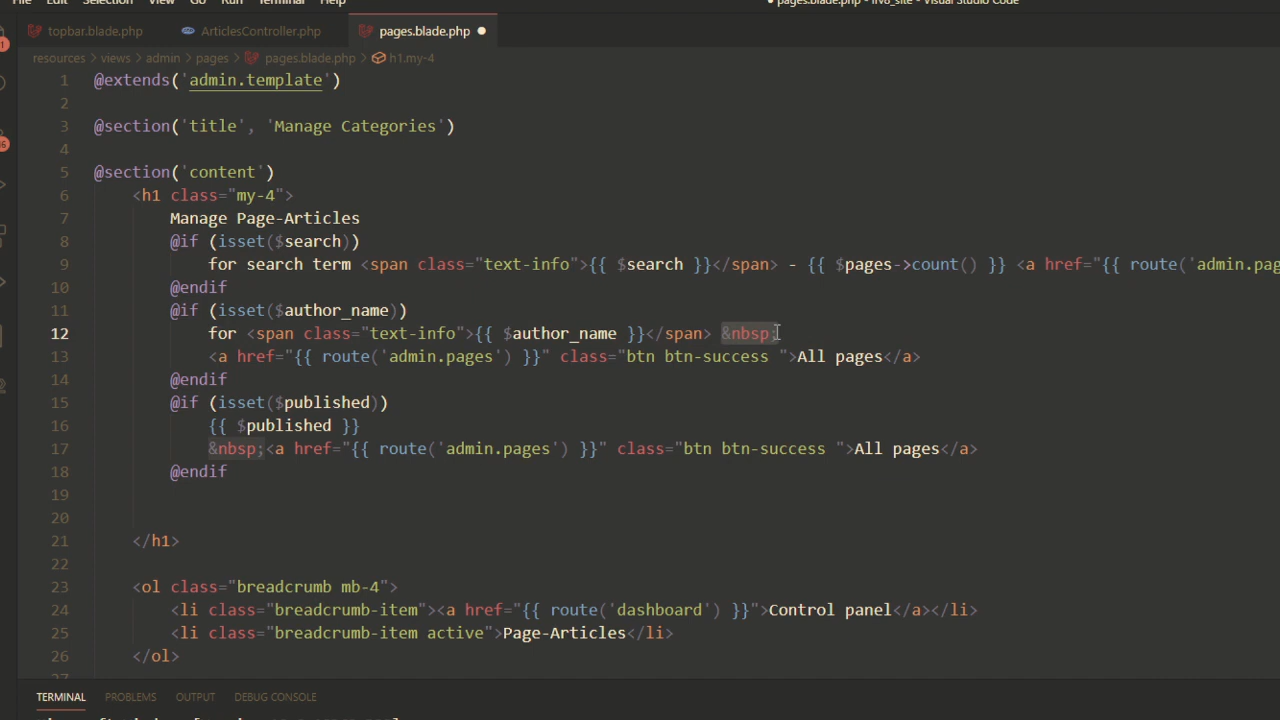 File Edit Selection View Go Run Terminal Help
pages.blade.php - livo_site - Visual Studio Code
topbar.blade.php ArticlesController.php pages.blade.php
resources > views > admin > pages > pages.blade.php > h1.my-4
1 @extends('admin.template')
2
3 @section('title', 'Manage Categories')
4
5 @section('content')
6 <h1 class="my-4">
7 Manage Page-Articles
8 @if (isset($search))
9 for search term <span class="text-info">{{ $search }}</span> - {{ $pages->count() }} <a href="{{ route('admin.pag
10 @endif
11 @if (isset($author_name))
12 for <span class="text-info">{{ $author_name }}</span> &nbsp;
13 <a href="{{ route('admin.pages') }}" class="btn btn-success ">All pages</a>
14 @endif
15 @if (isset($published))
16 {{ $published }}
17 &nbsp;<a href="{{ route('admin.pages') }}" class="btn btn-success ">All pages</a>
18 @endif
19
20
21 </h1>
22
23 <ol class="breadcrumb mb-4">
24 <li class="breadcrumb-item"><a href="{{ route('dashboard') }}">Control panel</a></li>
25 <li class="breadcrumb-item active">Page-Articles</li>
26 </ol>
27
TERMINAL PROBLEMS OUTPUT DEBUG CONSOLE